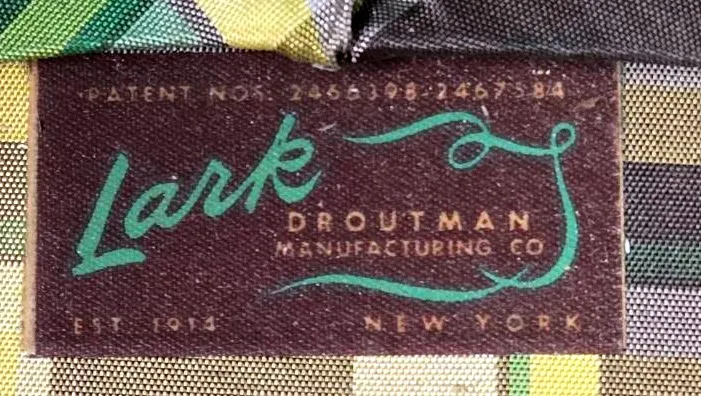 PATENT NOS. 2466398-2467584
Lark
DROUTMAN
MANUFACTURING CO
EST. 1914
NEW YORK